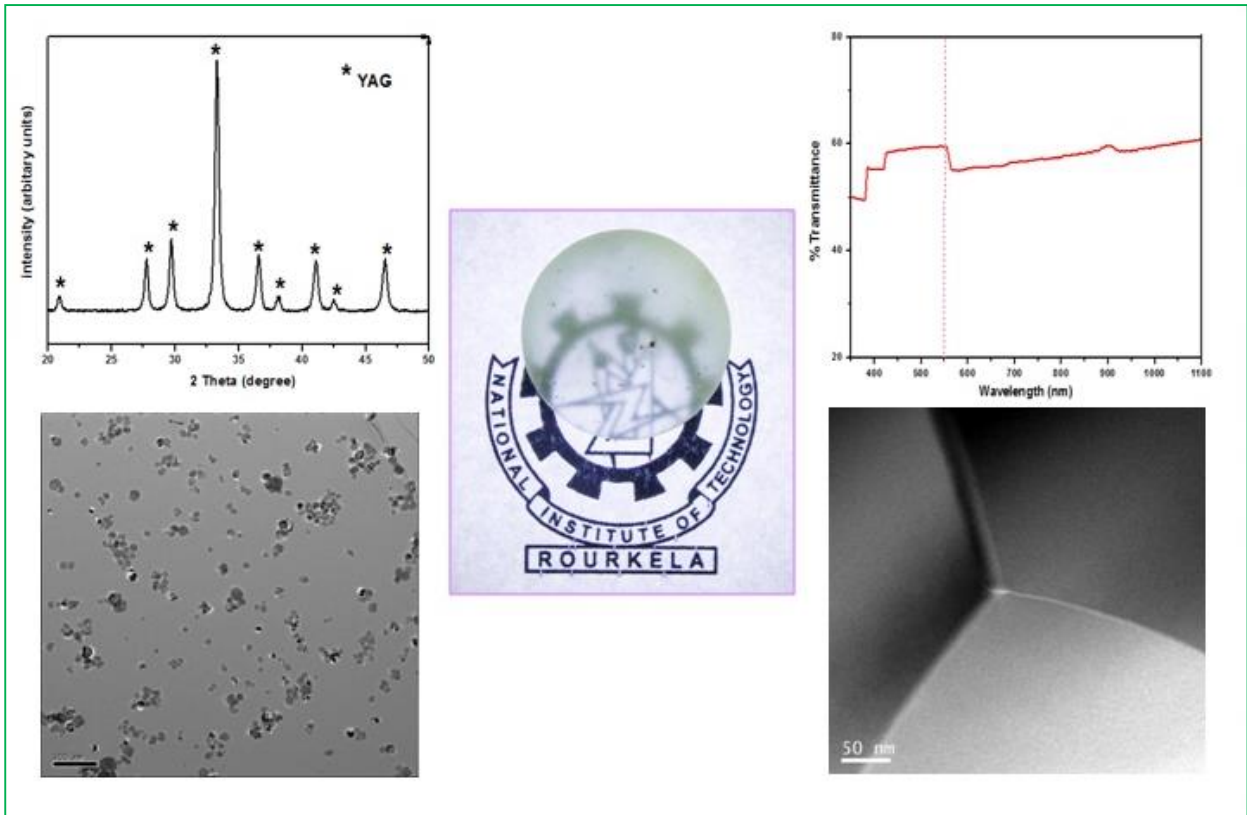 * YAG
intensity (arbitary units)
20 25 30 35 40 45 50
2 Theta (degree)
80
60
40
20
% Transmittance
400 500 600 700 800 900 1000 1100
Wavelength (nm)
NATIONAL INSTITUTE OF TECHNOLOGY
ROURKELA
50 nm